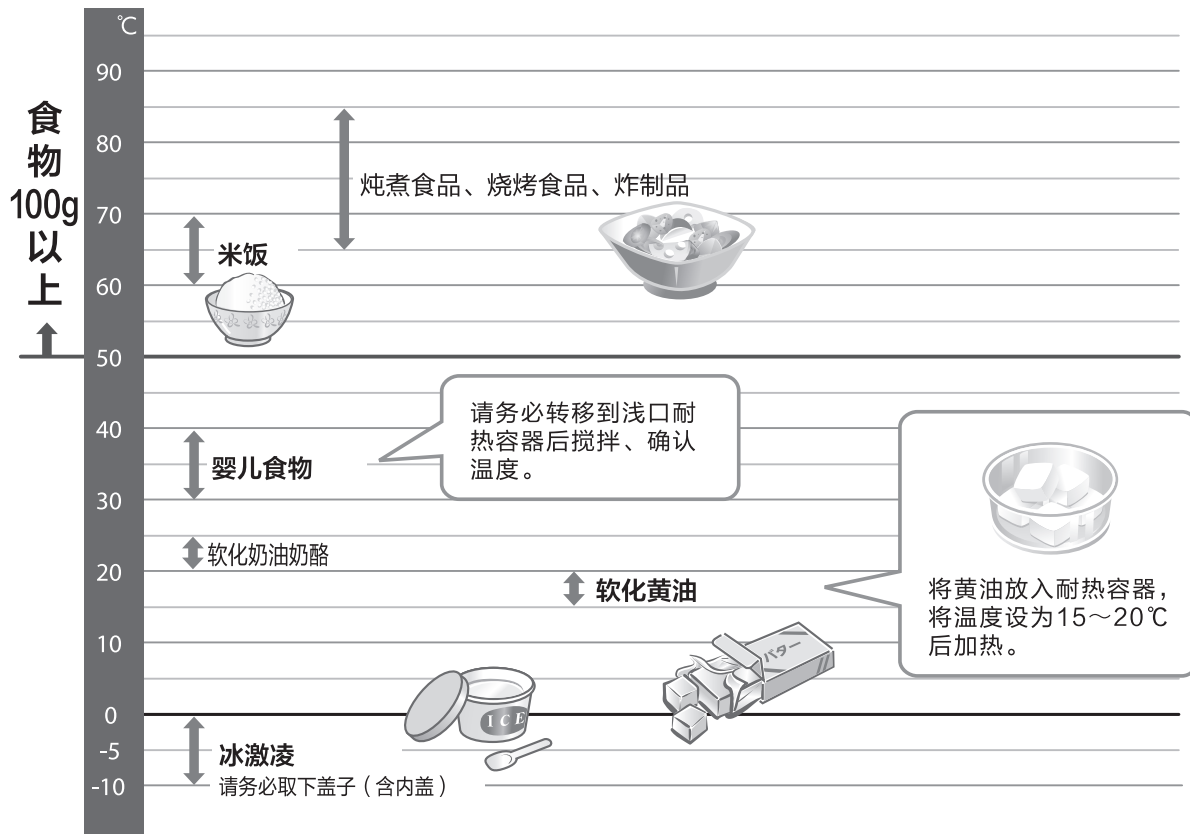 ℃
90
80
70
60
50
40
30
20
10
0
-5
-10
食
物
100g
以
上
炖煮食品、烧烤食品、炸制品
米饭
请务必转移到浅口耐
热容器后搅拌、确认
温度。
婴儿食物
软化奶油奶酪
软化黄油
将黄油放入耐热容器，
将温度设为15～20℃
后加热。
バター
ICE
冰激凌
请务必取下盖子（含内盖）